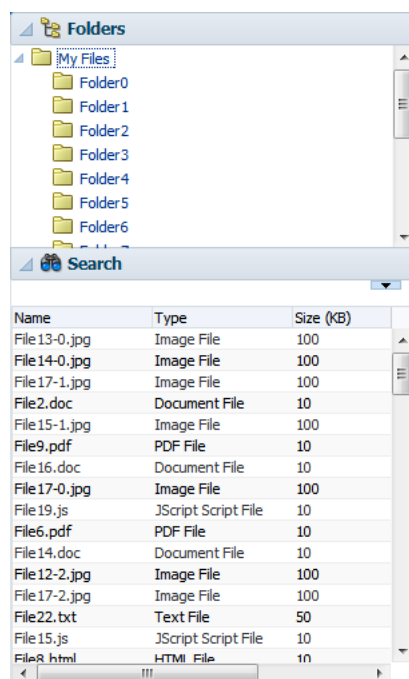 Folders
My Files
Folder0
Folder1
Folder2
Folder3
Folder4
Folder5
Folder6
Search
Name Type Size (KB)
File13-0.jpg Image File 100
File14-0.jpg Image File 100
File17-1.jpg Image File 100
File2.doc Document File 10
File15-1.jpg Image File 100
File9.pdf PDF File 10
File16.doc Document File 10
File17-0.jpg Image File 100
File19.js JScript Script File 10
File6.pdf PDF File 10
File14.doc Document File 10
File12-2.jpg Image File 100
File17-2.jpg Image File 100
File22.txt Text File 50
File15.js JScript Script File 10
File8.html HTML File 10